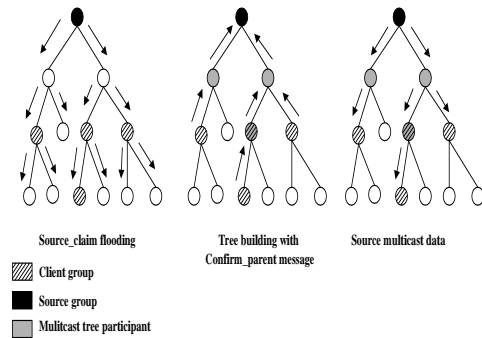 Source_claim flooding
Tree building with
Confirm_parent message
Source multicast data
Client group
Source group
Mulitcast tree participant